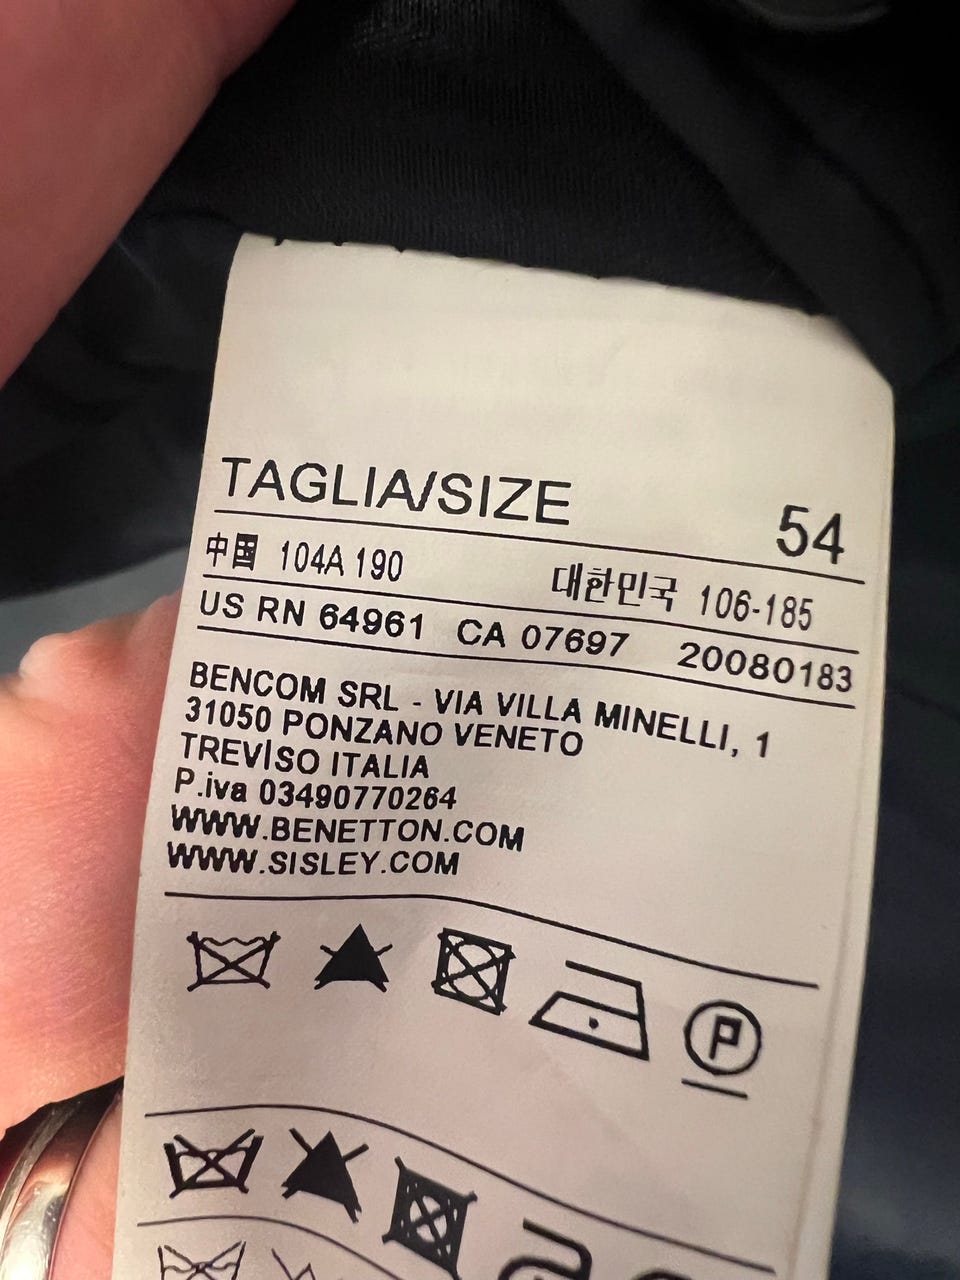 TAGLIA/SIZE 54
中国 104A 190 대한민국 106-185
US RN 64961 CA 07697 20080183
BENCOM SRL - VIA VILLA MINELLI, 1
31050 PONZANO VENETO
TREVISO ITALIA
P.iva 03490770264
WWW.BENETTON.COM
WWW.SISLEY.COM
P